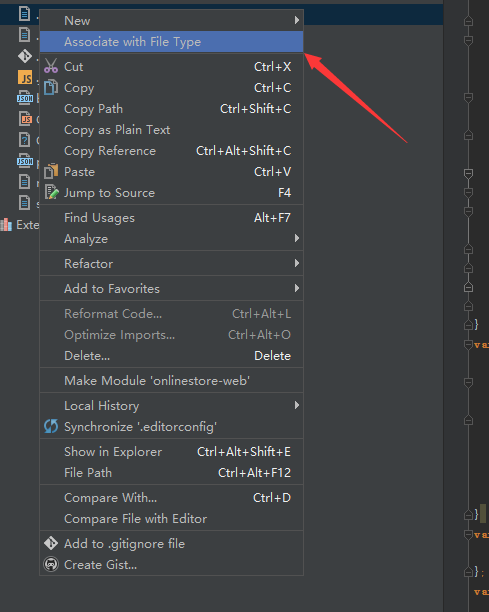 New
Associate with File Type
Cut Ctrl+X
Copy Ctrl+C
Copy Path Ctrl+Shift+C
Copy as Plain Text
Copy Reference Ctrl+Alt+Shift+C
Paste Ctrl+V
Jump to Source F4
Find Usages Alt+F7
Analyze
Refactor
Add to Favorites
Reformat Code... Ctrl+Alt+L
Optimize Imports... Ctrl+Alt+O
Delete... Delete
Make Module 'onlinestore-web'
Local History
Synchronize '.editorconfig'
Show in Explorer Ctrl+Alt+Shift+E
File Path Ctrl+Alt+F12
Compare With... Ctrl+D
Compare File with Editor
Add to .gitignore file
Create Gist...
JS
JSON
JS
JSON
Exte
}
va
}
va
};
va